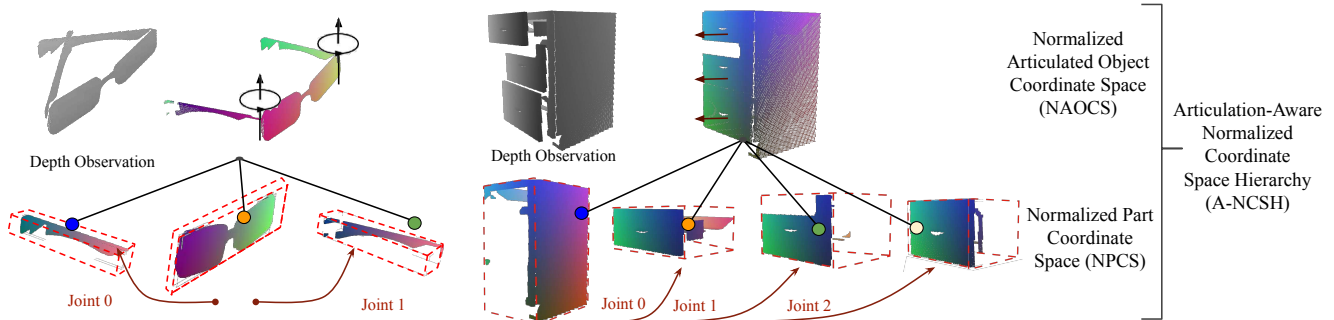 Depth Observation
Joint 0
Joint 1
Depth Observation
Joint 0
Joint 1
Joint 2
Normalized
Articulated Object
Coordinate Space
(NAOCS)
Normalized Part
Coordinate
Space (NPCS)
Articulation-Aware
Normalized
Coordinate
Space Hierarchy
(A-NCSH)